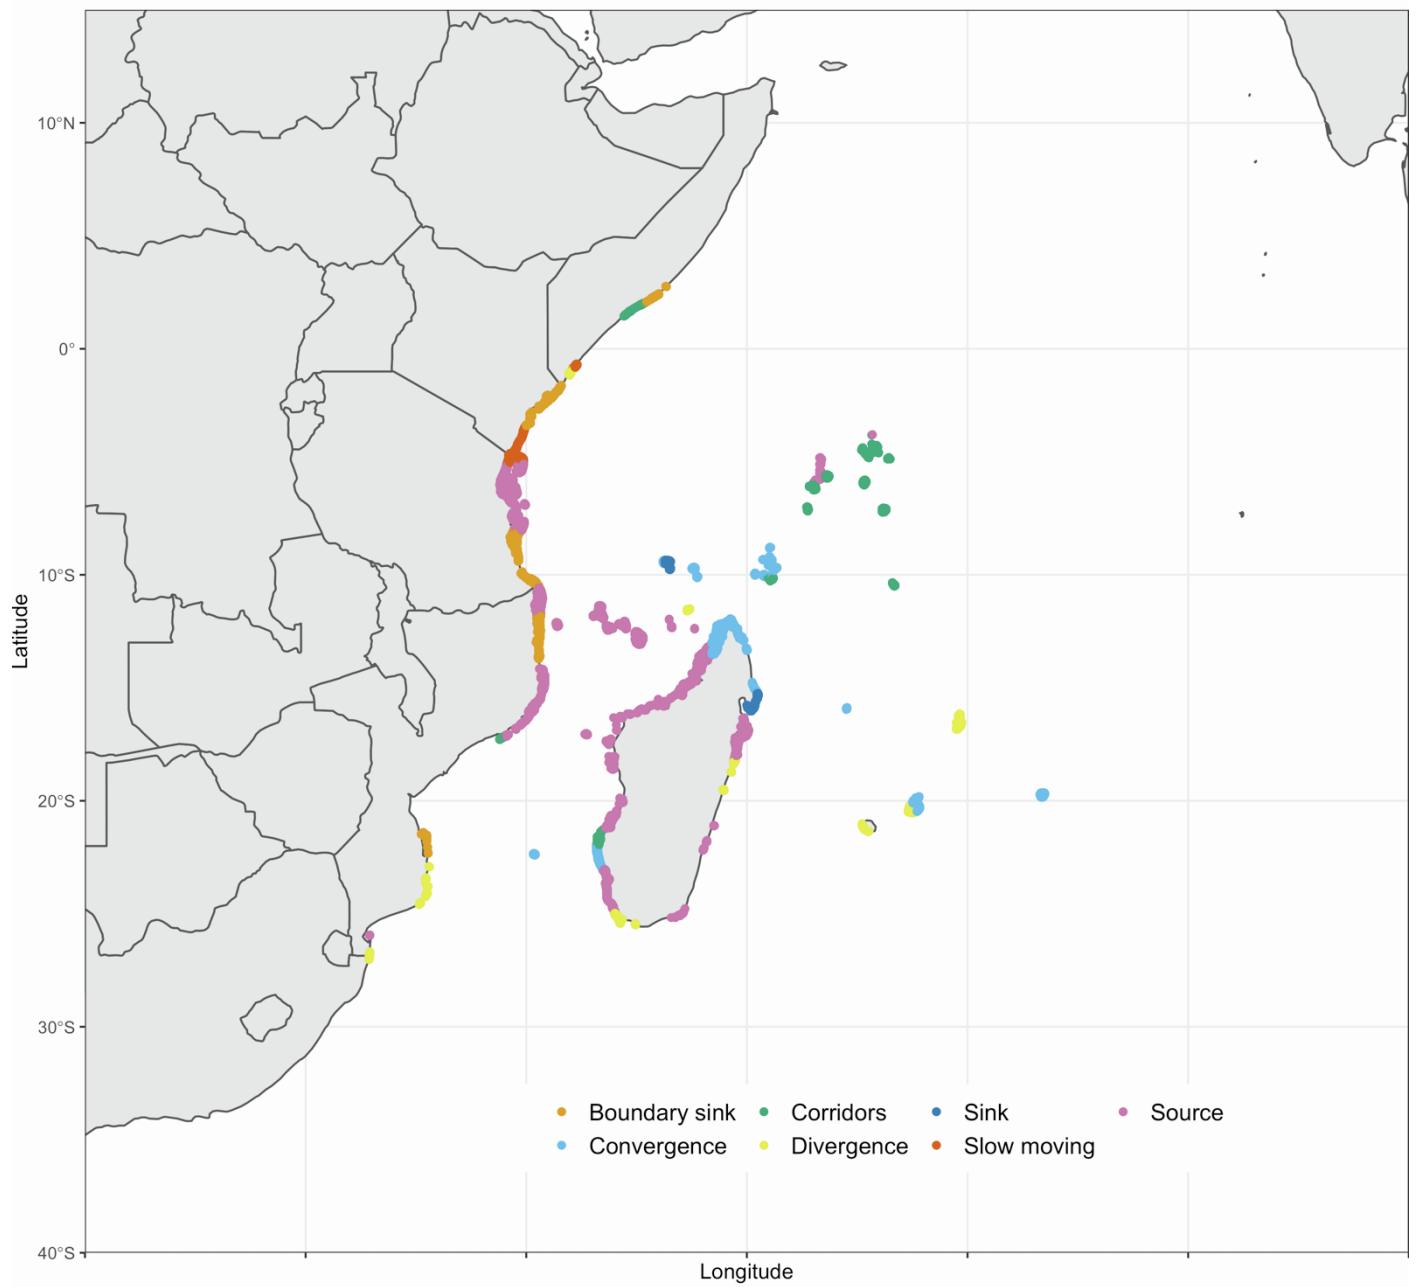 10°N
0°
10°S
20°S
30°S
40°S
Latitude
Longitude
Boundary sink Corridors Sink Source
Convergence Divergence Slow moving